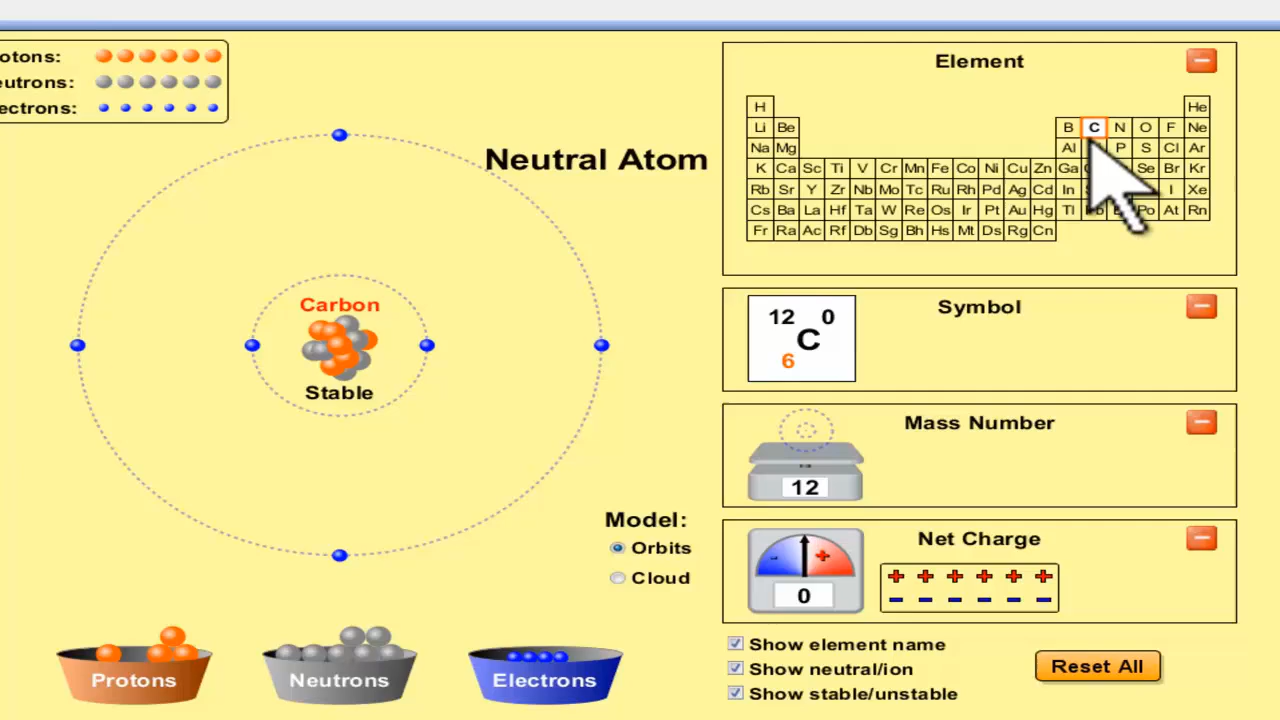 otons:
eutrons:
ectrons:
Neutral Atom
Carbon
Stable
Model:
Orbits
Cloud
Protons
Neutrons
Electrons
Element
H He
Li Be B C N O F Ne
Na Mg Al P S Cl Ar
K Ca Sc Ti V Cr Mn Fe Co Ni Cu Zn Ga Se Br Kr
Rb Sr Y Zr Nb Mo Tc Ru Rh Pd Ag Cd In I Xe
Cs Ba La Hf Ta W Re Os Ir Pt Au Hg Tl Po At Rn
Fr Ra Ac Rf Db Sg Bh Hs Mt Ds Rg Cn
Symbol
12 0
C
6
Mass Number
12
Net Charge
- +
0
+ + + + + +
- - - - - -
Show element name
Show neutral/ion
Show stable/unstable
Reset All